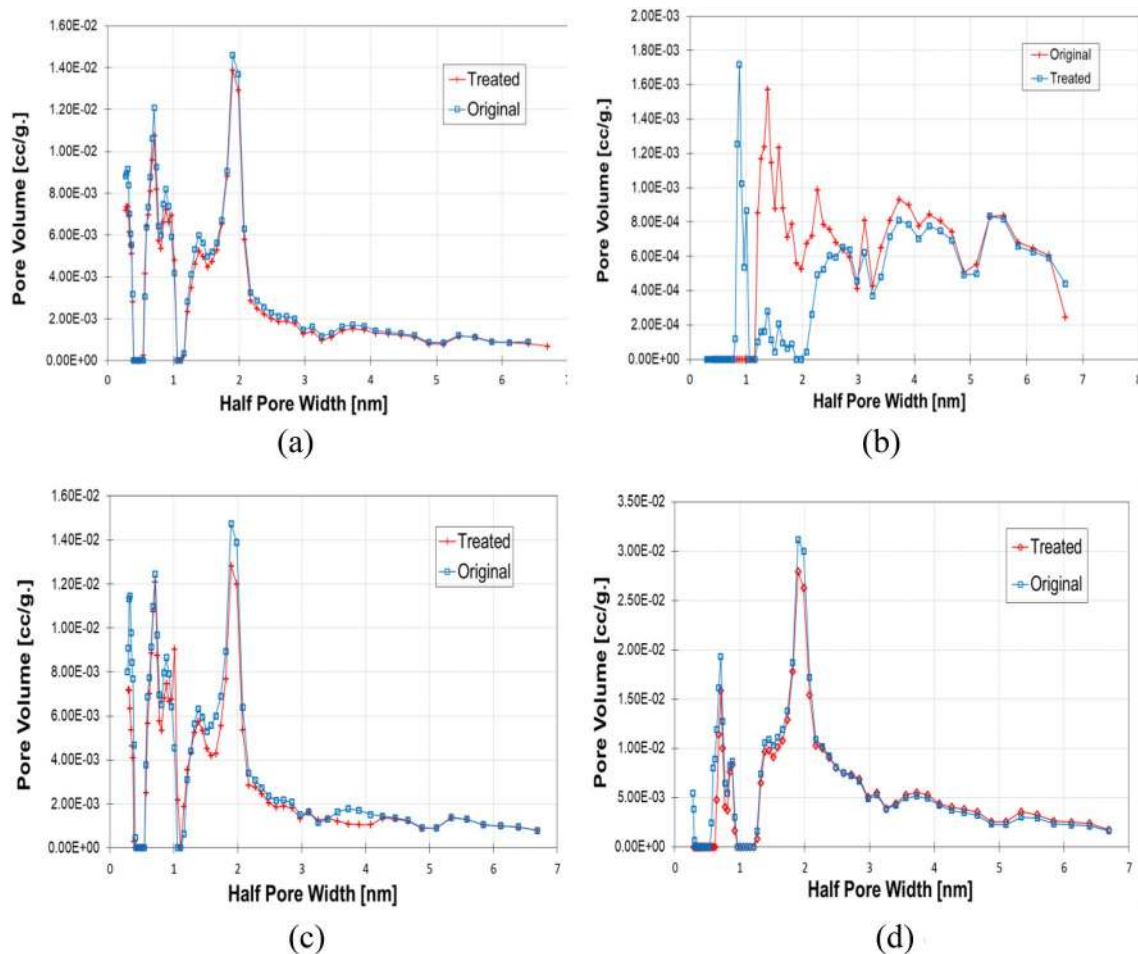 1.60E-02
1.40E-02
1.20E-02
1.00E-02
8.00E-03
6.00E-03
4.00E-03
2.00E-03
0.00E+00
Pore Volume [cc/g.]
Treated
Original
0 1 2 3 4 5 6 7
Half Pore Width [nm]
(a)
2.00E-03
1.80E-03
1.60E-03
1.40E-03
1.20E-03
1.00E-03
8.00E-04
6.00E-04
4.00E-04
2.00E-04
0.00E+00
Pore Volume [cc/g.]
Original
Treated
0 1 2 3 4 5 6 7 8
Half Pore Width [nm]
(b)
1.60E-02
1.40E-02
1.20E-02
1.00E-02
8.00E-03
6.00E-03
4.00E-03
2.00E-03
0.00E+00
Pore Volume [cc/g.]
Treated
Original
0 1 2 3 4 5 6 7
Half Pore Width [nm]
(c)
3.50E-02
3.00E-02
2.50E-02
2.00E-02
1.50E-02
1.00E-02
5.00E-03
0.00E+00
Pore Volume [cc/g.]
Treated
Original
0 1 2 3 4 5 6 7
Half Pore Width [nm]
(d)